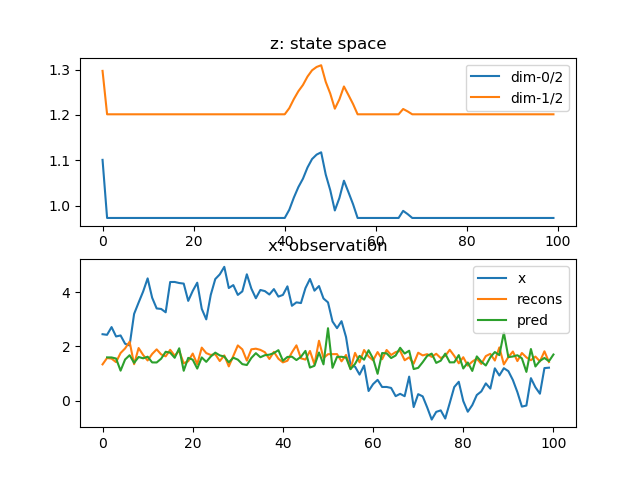 z: state space
1.3
1.2
1.1
1.0
dim-0/2
dim-1/2
0 20 40 60 80 100
x: observation
4
2
0
x
recons
pred
0 20 40 60 80 100